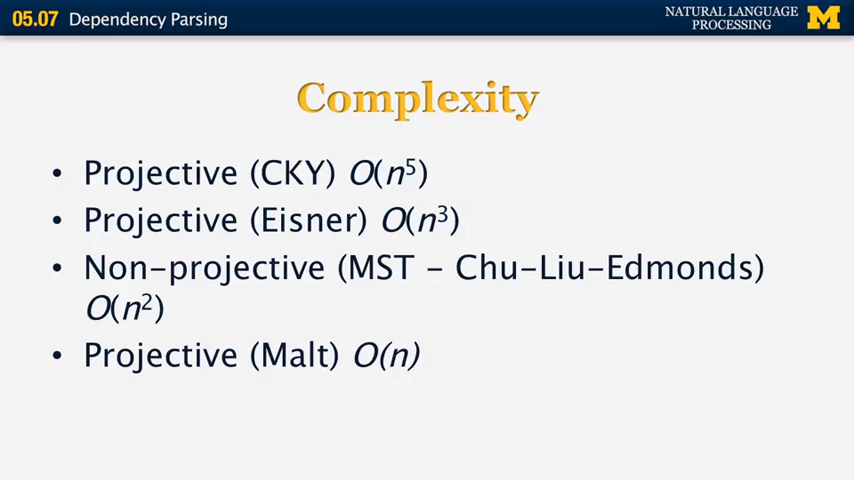 05.07 Dependency Parsing
NATURAL LANGUAGE
PROCESSING M
Complexity
• Projective (CKY) O(n⁵)
• Projective (Eisner) O(n³)
• Non-projective (MST – Chu-Liu-Edmonds)
O(n²)
• Projective (Malt) O(n)